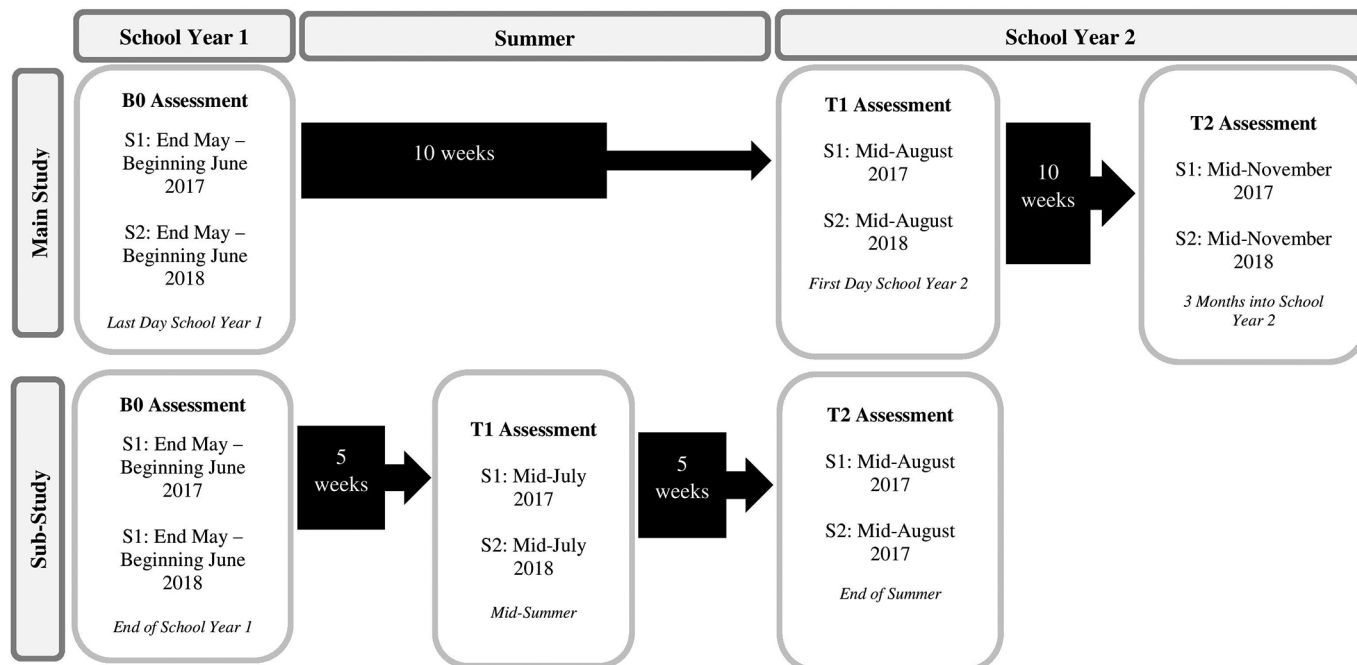 School Year 1
Summer
School Year 2
Main Study
B0 Assessment
S1: End May –
Beginning June
2017
S2: End May –
Beginning June
2018
Last Day School Year 1
10 weeks
T1 Assessment
S1: Mid-August
2017
S2: Mid-August
2018
First Day School Year 2
10
weeks
T2 Assessment
S1: Mid-November
2017
S2: Mid-November
2018
3 Months into School
Year 2
Sub-Study
B0 Assessment
S1: End May –
Beginning June
2017
S1: End May –
Beginning June
2018
End of School Year 1
5
weeks
T1 Assessment
S1: Mid-July
2017
S2: Mid-July
2018
Mid-Summer
5
weeks
T2 Assessment
S1: Mid-August
2017
S2: Mid-August
2017
End of Summer